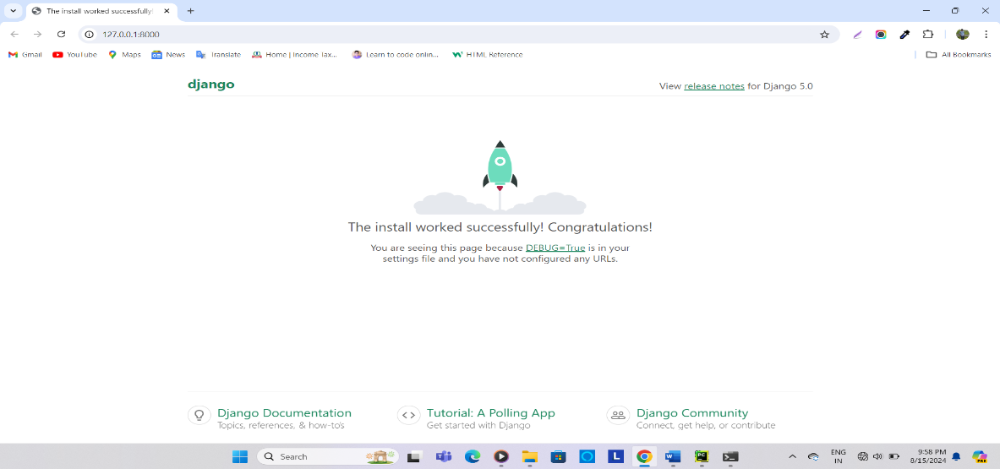 The install worked successfully!
127.0.0.1:8000
Gmail YouTube Maps News Translate Home | Income Tax... Learn to code onlin... HTML Reference All Bookmarks
django
View release notes for Django 5.0
The install worked successfully! Congratulations!
You are seeing this page because DEBUG=True is in your
settings file and you have not configured any URLs.
Django Documentation
Topics, references, & how-to's
Tutorial: A Polling App
Get started with Django
Django Community
Connect, get help, or contribute
Search
ENG
IN
9:58 PM
8/15/2024